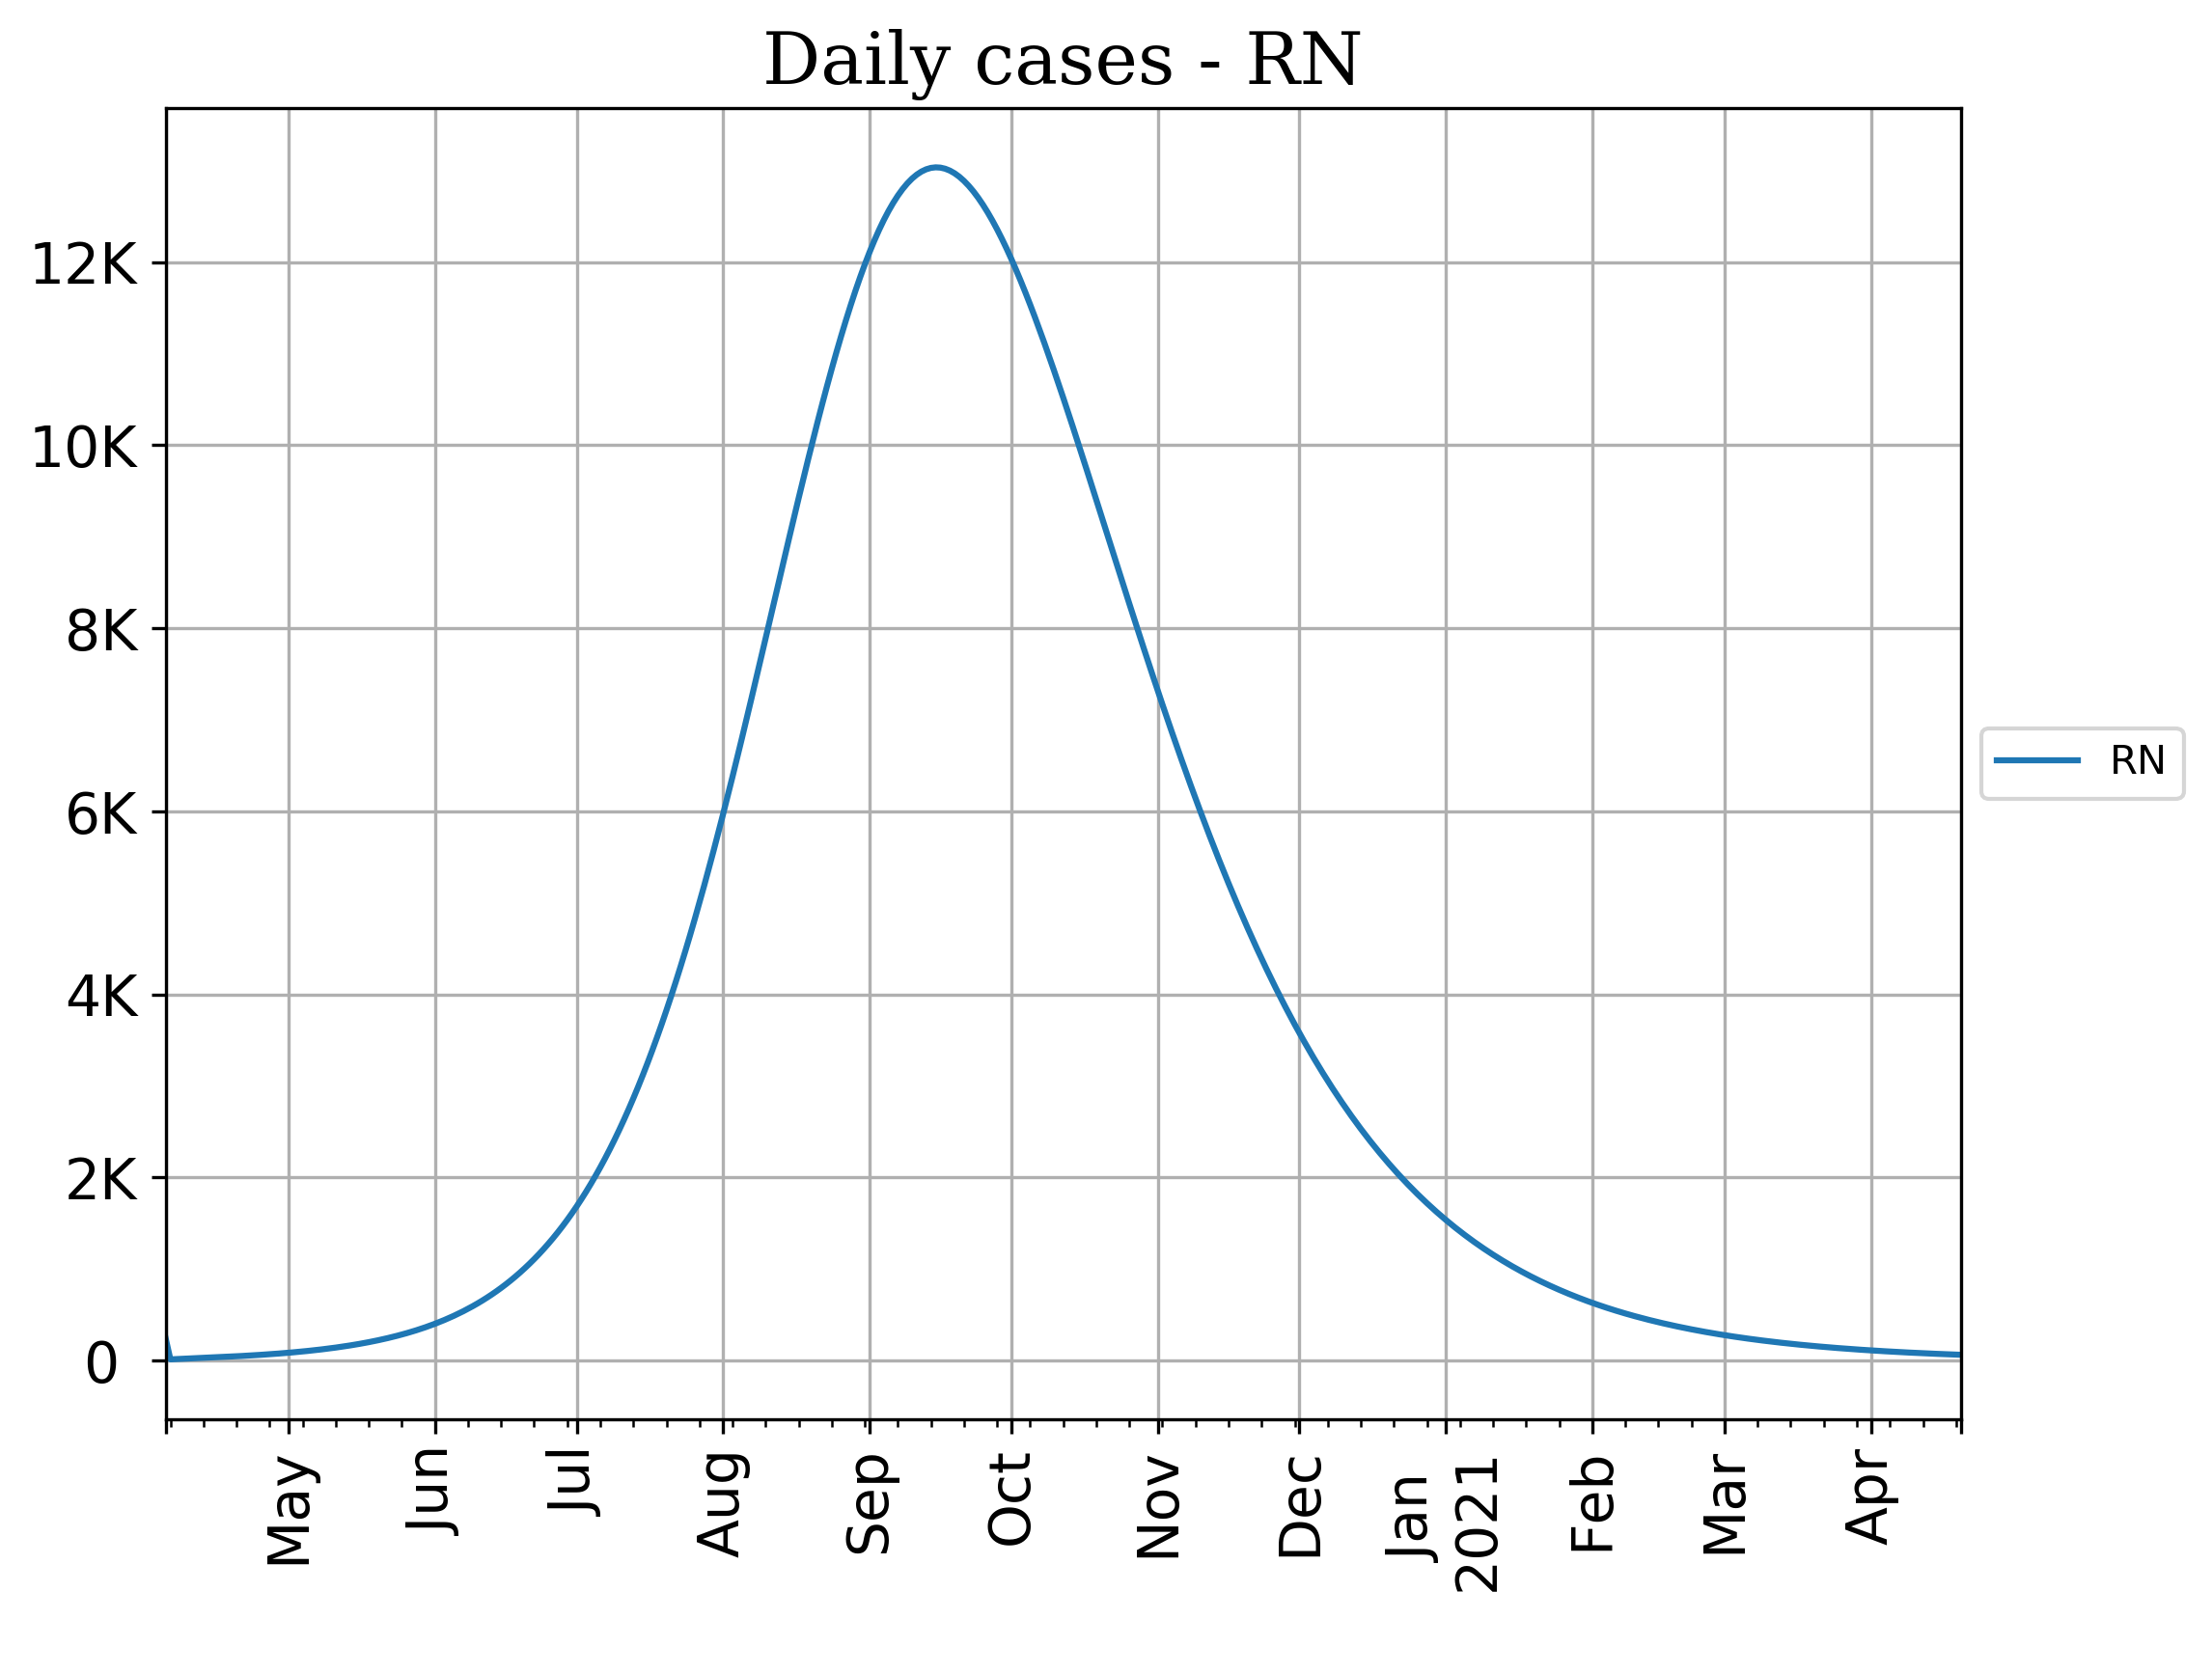 Daily cases - RN
12K
10K
8K
6K
4K
2K
0
RN
May
Jun
Jul
Aug
Sep
Oct
Nov
Dec
Jan
2021
Feb
Mar
Apr